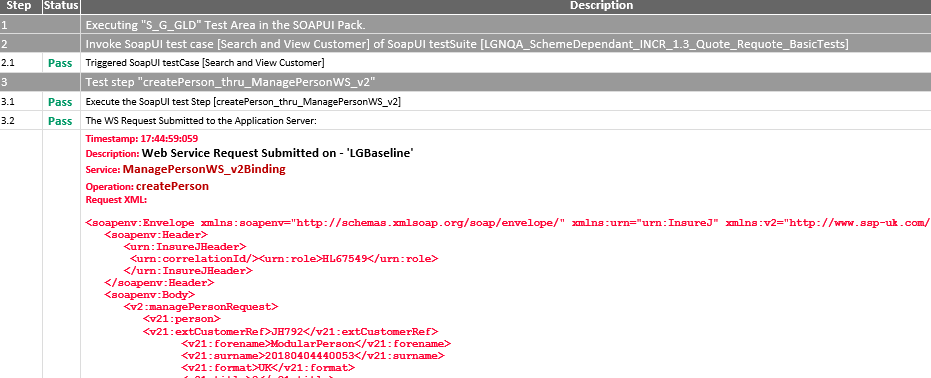 Step Status Description
1 Executing "S_G_GLD" Test Area in the SOAPUI Pack.
2 Invoke SoapUI test case [Search and View Customer] of SoapUI testSuite [LGNQA_SchemeDependant_INCR_1.3_Quote_Requote_BasicTests]
2.1 Pass Triggered SoapUI testCase [Search and View Customer]
3 Test step "createPerson_thru_ManagePersonWS_v2"
3.1 Pass Execute the SoapUI test Step [createPerson_thru_ManagePersonWS_v2]
3.2 Pass The WS Request Submitted to the Application Server:
Timestamp: 17:44:59:059
Description: Web Service Request Submitted on - 'LGBaseline'
Service: ManagePersonWS_v2Binding
Operation: createPerson
Request XML:
<soapenv:Envelope xmlns:soapenv="http://schemas.xmlsoap.org/soap/envelope/" xmlns:urn="urn:InsureJ" xmlns:v2="http://www.ssp-uk.com/
<soapenv:Header>
<urn:InsureJHeader>
<urn:correlationId/><urn:role>HL67549</urn:role>
</urn:InsureJHeader>
</soapenv:Header>
<soapenv:Body>
<v2:managePersonRequest>
<v21:person>
<v21:extCustomerRef>JH792</v21:extCustomerRef>
<v21:forename>ModularPerson</v21:forename>
<v21:surname>20180404440053</v21:surname>
<v21:format>UK</v21:format>